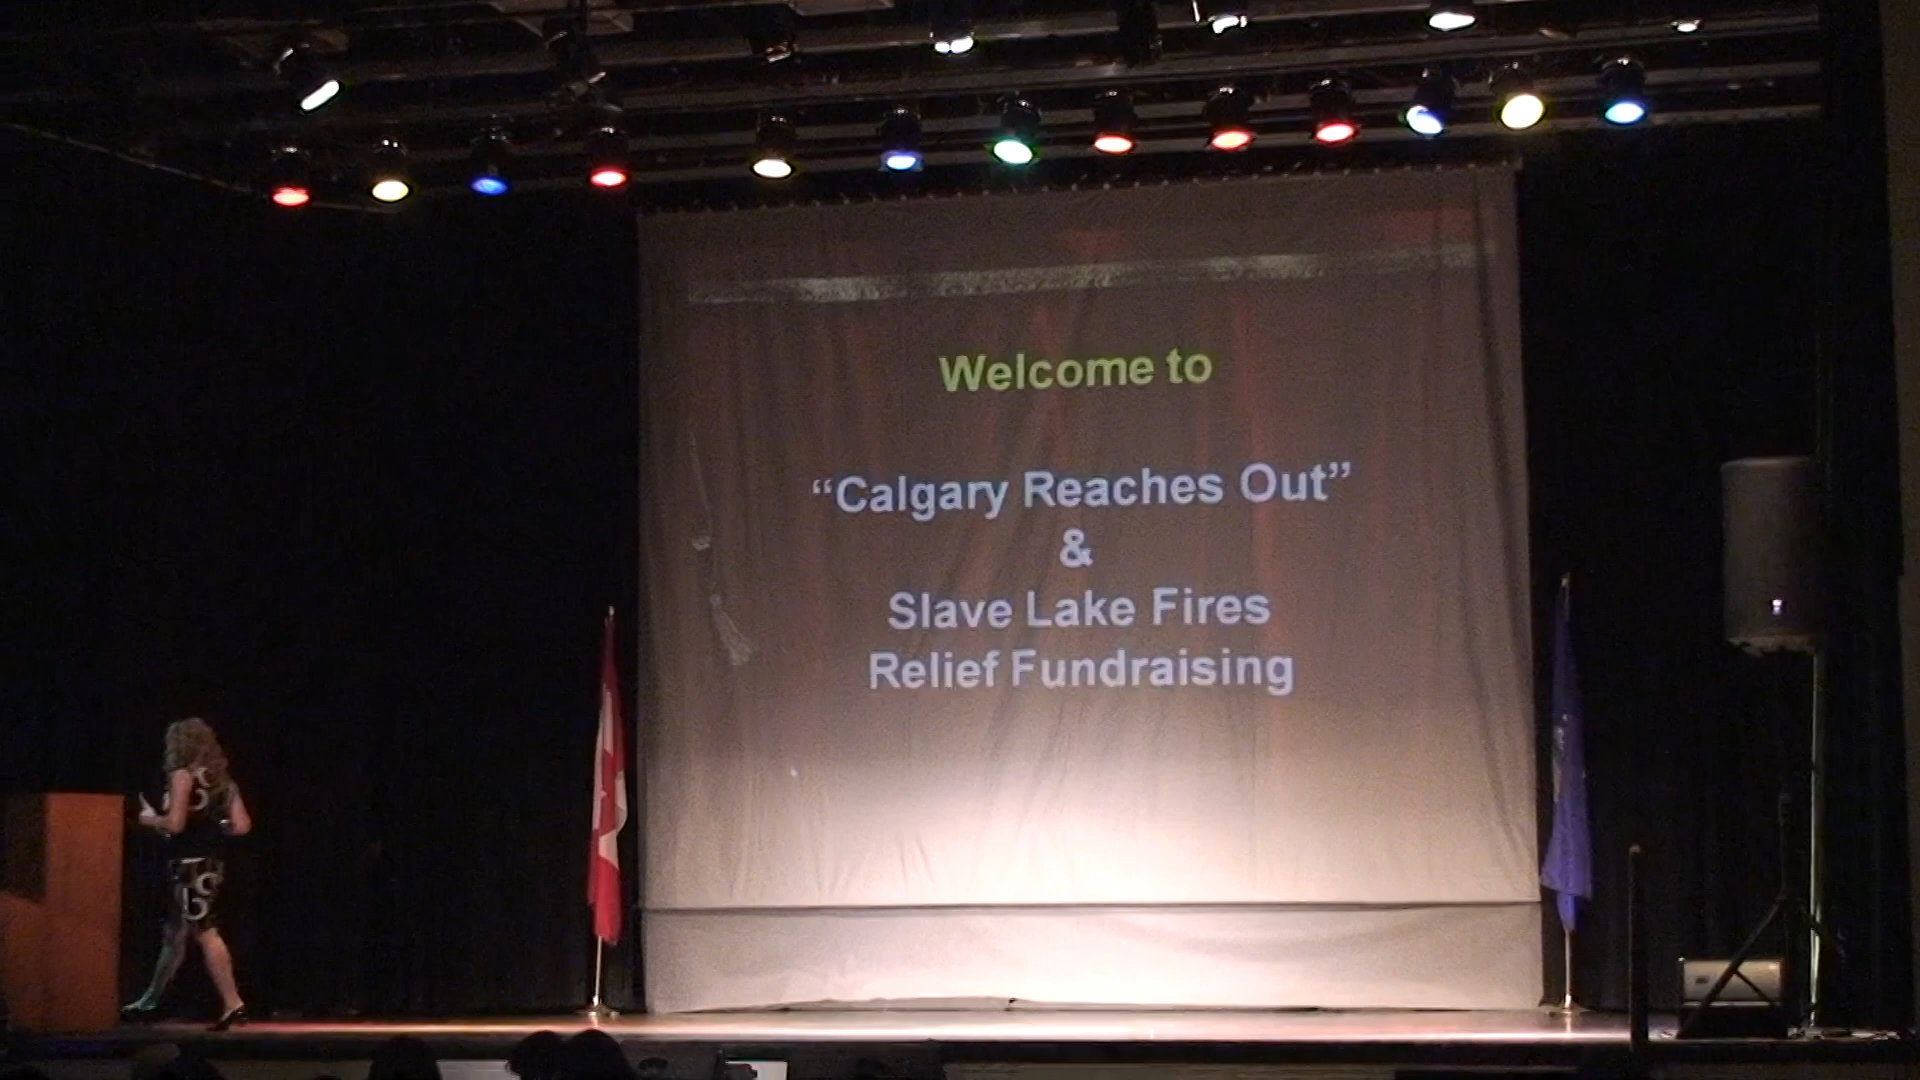 Welcome to
“Calgary Reaches Out”
&
Slave Lake Fires
Relief Fundraising